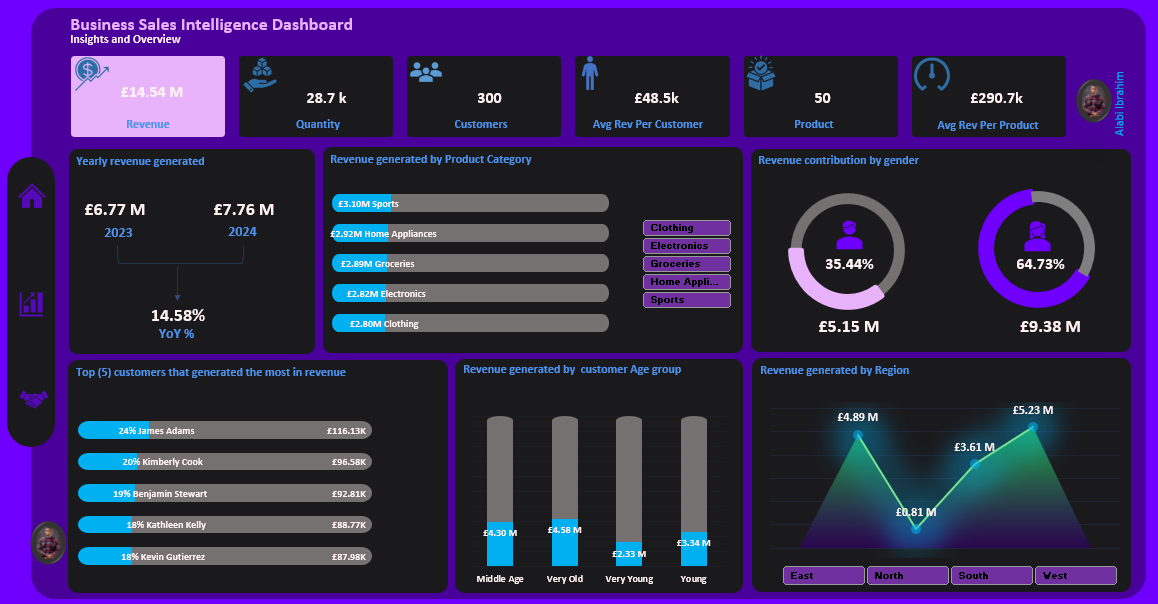 Business Sales Intelligence Dashboard
Insights and Overview
£14.54 M
Revenue
28.7 k
Quantity
300
Customers
£48.5k
Avg Rev Per Customer
50
Product
£290.7k
Avg Rev Per Product
Alabi Ibrahim
Yearly revenue generated
£6.77 M
2023
£7.76 M
2024
14.58%
YoY %
Revenue generated by Product Category
£3.10M Sports
£2.92M Home Appliances
£2.89M Groceries
£2.82M Electronics
£2.80M Clothing
Clothing
Electronics
Groceries
Home Appli...
Sports
Revenue contribution by gender
35.44%
£5.15 M
64.73%
£9.38 M
Top (5) customers that generated the most in revenue
24% James Adams £116.13K
20% Kimberly Cook £96.58K
19% Benjamin Stewart £92.81K
18% Kathleen Kelly £88.77K
18% Kevin Gutierrez £87.98K
Revenue generated by customer Age group
£4.30 M
£4.58 M
£2.33 M
£3.34 M
Middle Age
Very Old
Very Young
Young
Revenue generated by Region
£4.89 M
£0.81 M
£3.61 M
£5.23 M
East
North
South
West